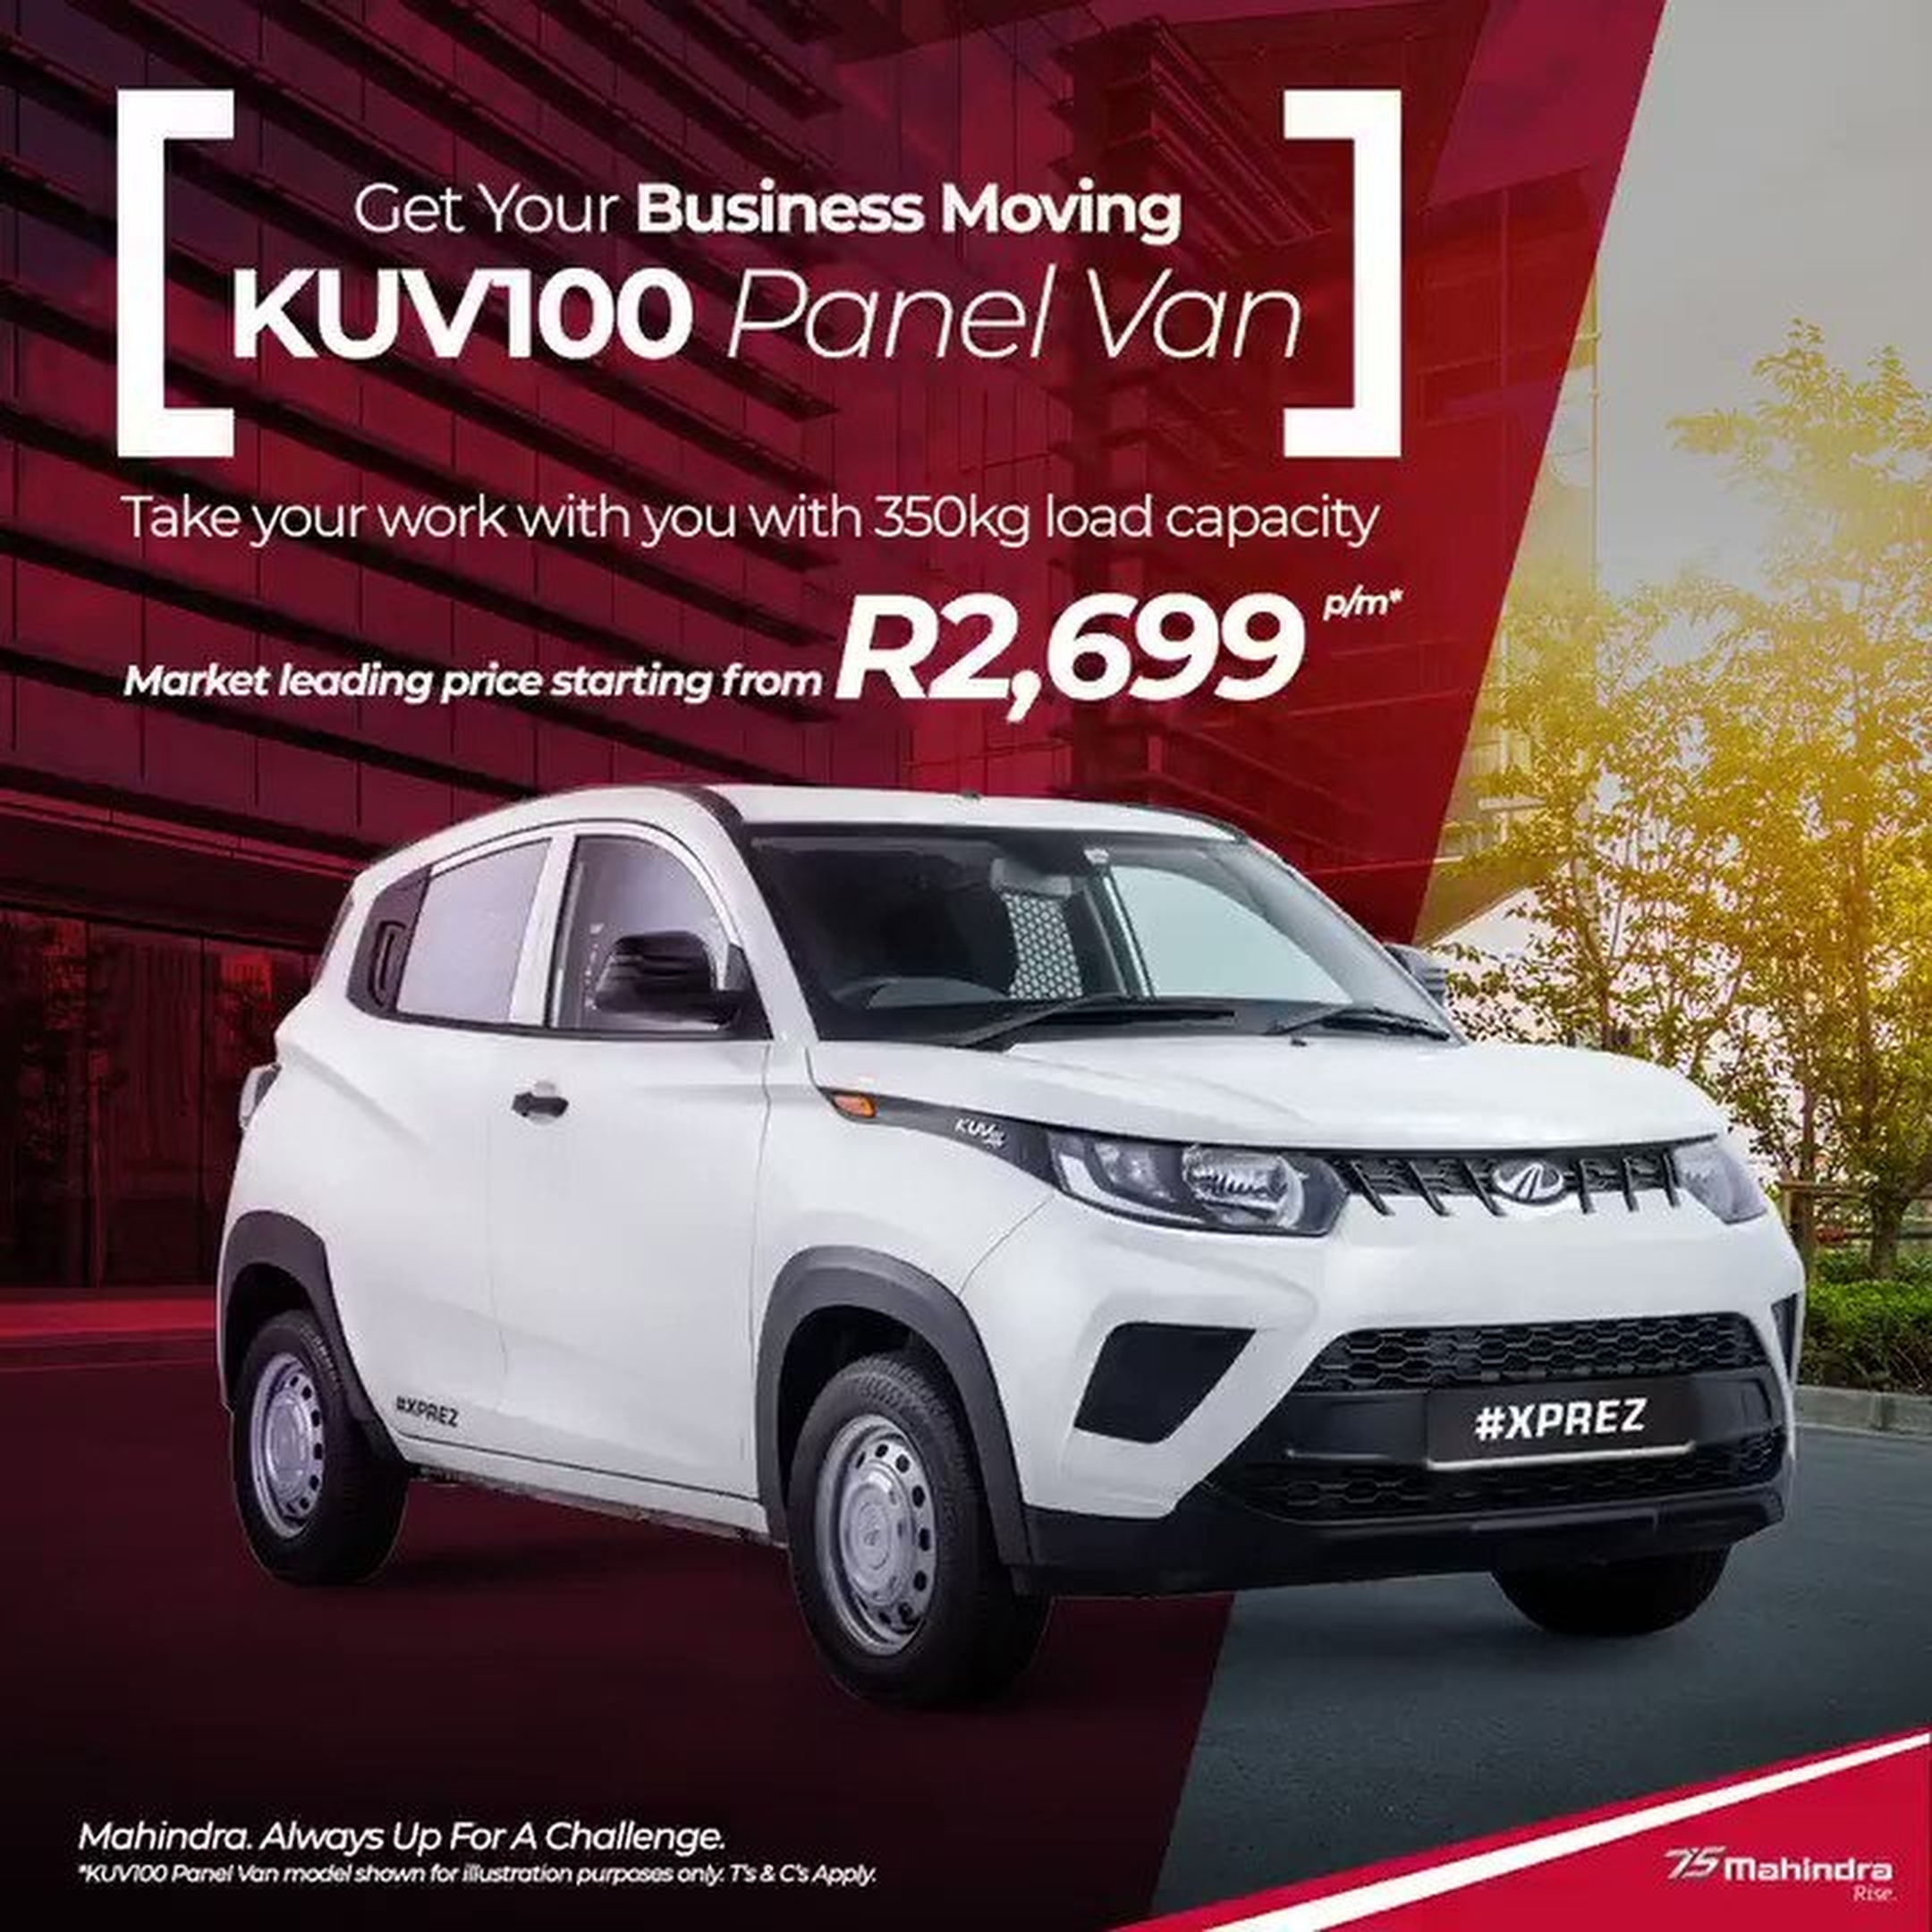 Get Your Business Moving
KUV100 Panel Van
Take your work with you with 350kg load capacity
Market leading price starting from R2,699 p/m*
KUV100
#XPREZ
#XPREZ
Mahindra. Always Up For A Challenge.
*KUV100 Panel Van model shown for illustration purposes only. T's & C's Apply.
75 Mahindra
Rise.